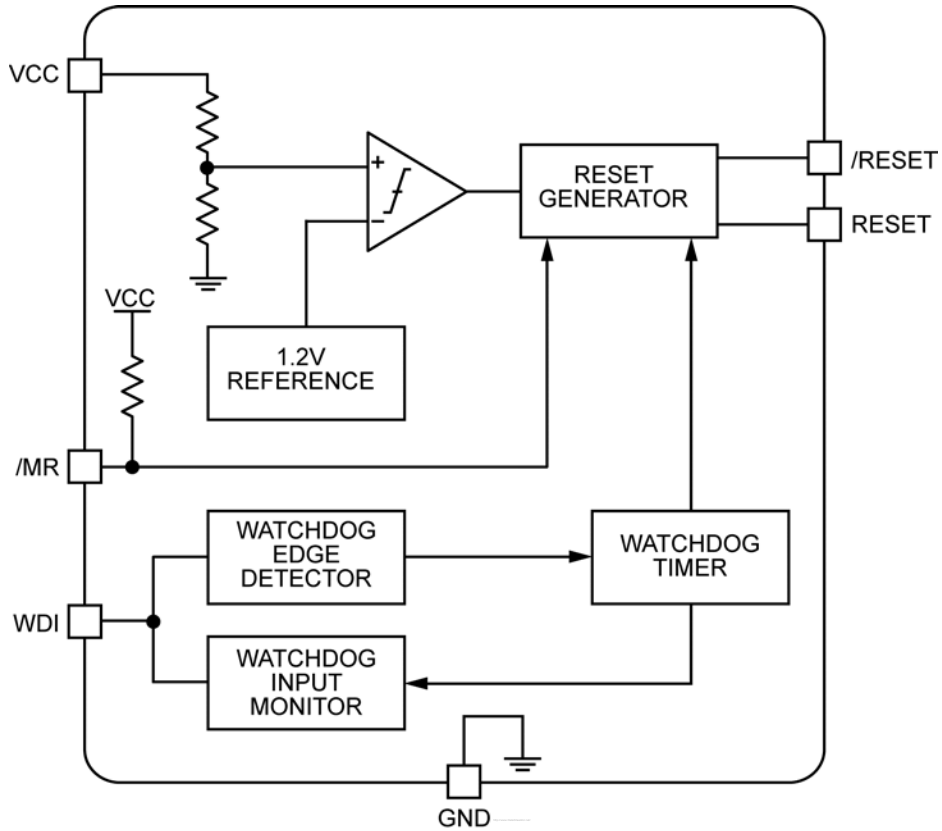 VCC
+
−
RESET
GENERATOR
/RESET
RESET
VCC
1.2V
REFERENCE
/MR
WATCHDOG
EDGE
DETECTOR
WATCHDOG
TIMER
WDI
WATCHDOG
INPUT
MONITOR
GND